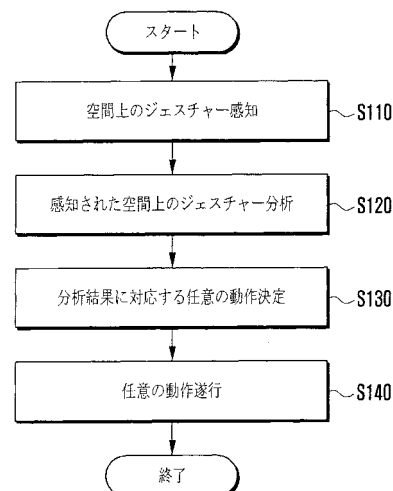 スタート
空間上のジェスチャー感知
S110
感知された空間上のジェスチャー分析
S120
分析結果に対応する任意の動作決定
S130
任意の動作遂行
S140
終了